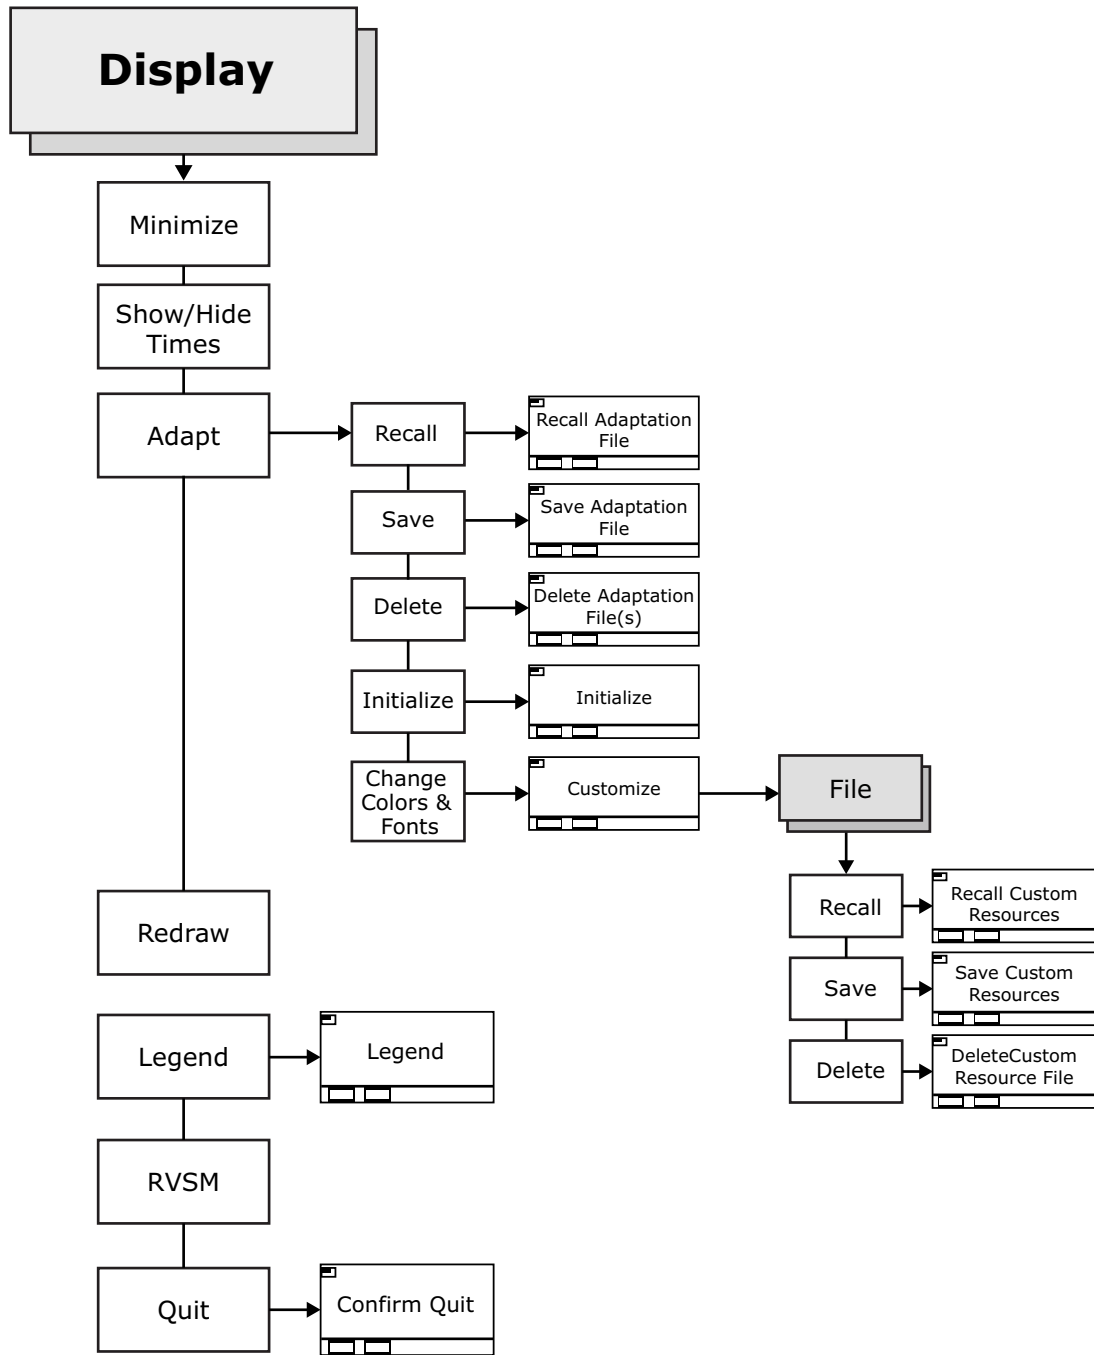 Display
Minimize
Show/Hide
Times
Adapt
Recall
Recall Adaptation
File
Save
Save Adaptation
File
Delete
Delete Adaptation
File(s)
Initialize
Initialize
Change
Colors &
Fonts
Customize
File
Recall
Recall Custom
Resources
Save
Save Custom
Resources
Delete
DeleteCustom
Resource File
Redraw
Legend
Legend
RVSM
Quit
Confirm Quit